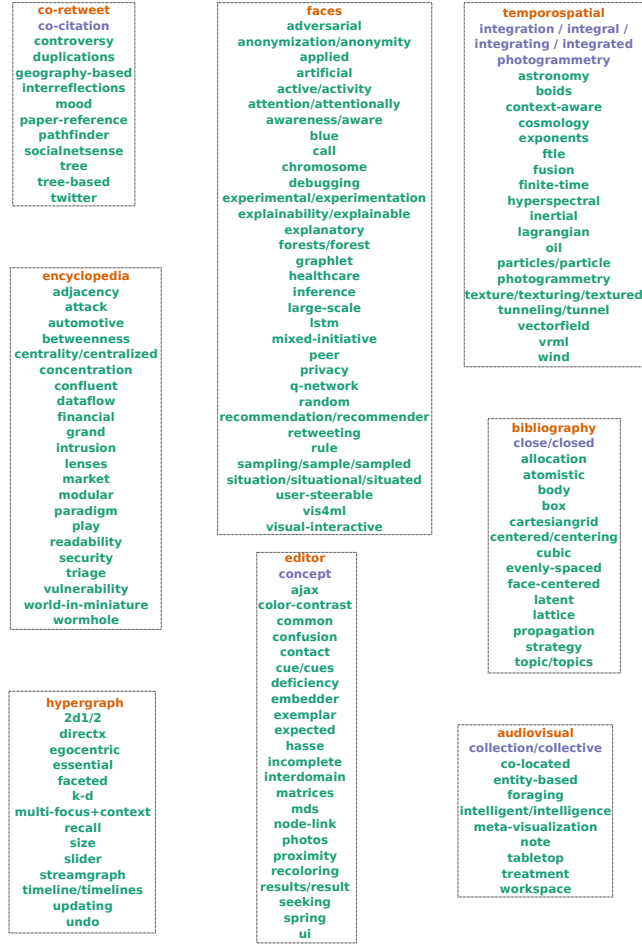 co-retweet
co-citation
controversy
duplications
geography-based
interreflections
mood
paper-reference
pathfinder
socialnetsense
tree
tree-based
twitter
encyclopedia
adjacency
attack
automotive
betweenness
centrality/centralized
concentration
confluent
dataflow
financial
grand
intrusion
lenses
market
modular
paradigm
play
readability
security
triage
vulnerability
world-in-miniature
wormhole
hypergraph
2d1/2
directx
egocentric
essential
faceted
k-d
multi-focus+context
recall
size
slider
streamgraph
timeline/timelines
updating
undo
faces
adversarial
anonymization/anonymity
applied
artificial
active/activity
attention/attentionally
awareness/aware
blue
call
chromosome
debugging
experimental/experimentation
explainability/explainable
explanatory
forests/forest
graphlet
healthcare
inference
large-scale
lstm
mixed-initiative
peer
privacy
q-network
random
recommendation/recommender
retweeting
rule
sampling/sample/sampled
situation/situational/situated
user-steerable
vis4ml
visual-interactive
editor
concept
ajax
color-contrast
common
confusion
contact
cue/cues
deficiency
embedder
exemplar
expected
hasse
incomplete
interdomain
matrices
mds
node-link
photos
proximity
recoloring
results/result
seeking
spring
ui
temporospatial
integration / integral /
integrating / integrated
photogrammetry
astronomy
boids
context-aware
cosmology
exponents
ftle
fusion
finite-time
hyperspectral
inertial
lagrangian
oil
particles/particle
photogrammetry
texture/texturing/textured
tunneling/tunnel
vectorfield
vrml
wind
bibliography
close/closed
allocation
atomistic
body
box
cartesiangrid
centered/centering
cubic
evenly-spaced
face-centered
latent
lattice
propagation
strategy
topic/topics
audiovisual
collection/collective
co-located
entity-based
foraging
intelligent/intelligence
meta-visualization
note
tabletop
treatment
workspace